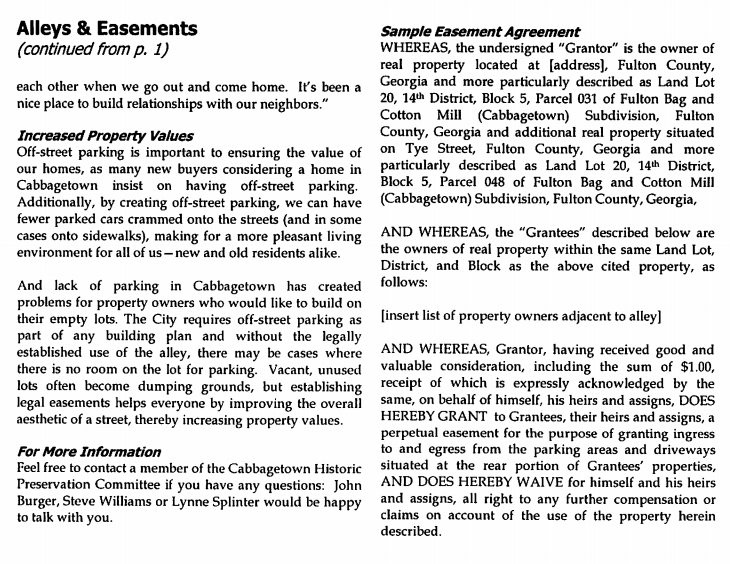 Alleys & Easements
(continued from p. 1)
each other when we go out and come home. It's been a
nice place to build relationships with our neighbors."
Increased Property Values
Off-street parking is important to ensuring the value of
our homes, as many new buyers considering a home in
Cabbagetown insist on having off-street parking.
Additionally, by creating off-street parking, we can have
fewer parked cars crammed onto the streets (and in some
cases onto sidewalks), making for a more pleasant living
environment for all of us—new and old residents alike.
And lack of parking in Cabbagetown has created
problems for property owners who would like to build on
their empty lots. The City requires off-street parking as
part of any building plan and without the legally
established use of the alley, there may be cases where
there is no room on the lot for parking. Vacant, unused
lots often become dumping grounds, but establishing
legal easements helps everyone by improving the overall
aesthetic of a street, thereby increasing property values.
For More Information
Feel free to contact a member of the Cabbagetown Historic
Preservation Committee if you have any questions: John
Burger, Steve Williams or Lynne Splinter would be happy
to talk with you.
Sample Easement Agreement
WHEREAS, the undersigned "Grantor" is the owner of
real property located at [address], Fulton County,
Georgia and more particularly described as Land Lot
20, 14th District, Block 5, Parcel 031 of Fulton Bag and
Cotton Mill (Cabbagetown) Subdivision, Fulton
County, Georgia and additional real property situated
on Tye Street, Fulton County, Georgia and more
particularly described as Land Lot 20, 14th District,
Block 5, Parcel 048 of Fulton Bag and Cotton Mill
(Cabbagetown) Subdivision, Fulton County, Georgia,
AND WHEREAS, the "Grantees" described below are
the owners of real property within the same Land Lot,
District, and Block as the above cited property, as
follows:
[insert list of property owners adjacent to alley]
AND WHEREAS, Grantor, having received good and
valuable consideration, including the sum of $1.00,
receipt of which is expressly acknowledged by the
same, on behalf of himself, his heirs and assigns, DOES
HEREBY GRANT to Grantees, their heirs and assigns, a
perpetual easement for the purpose of granting ingress
to and egress from the parking areas and driveways
situated at the rear portion of Grantees' properties,
AND DOES HEREBY WAIVE for himself and his heirs
and assigns, all right to any further compensation or
claims on account of the use of the property herein
described.